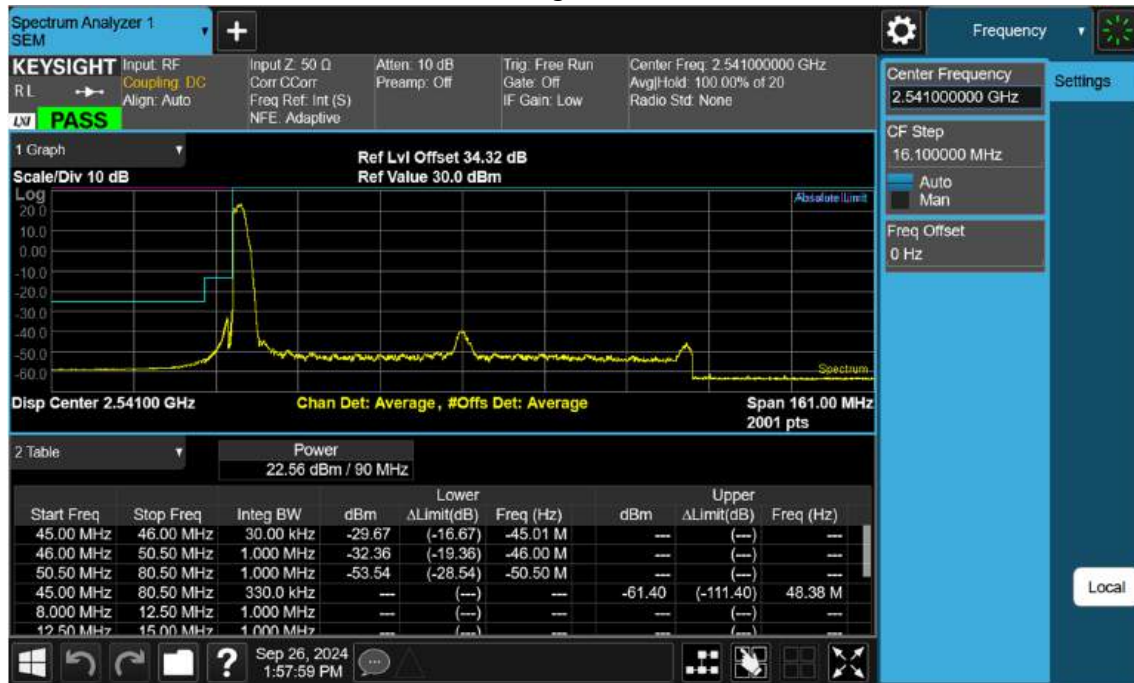 Spectrum Analyzer 1
SEM
Frequency
KEYSIGHT
RL
LXI PASS
Input: RF
Coupling: DC
Align: Auto
Input Z: 50 Ω
Corr CCorr
Freq Ref: Int (S)
NFE: Adaptive
Atten: 10 dB
Preamp: Off
Trig: Free Run
Gate: Off
IF Gain: Low
Center Freq: 2.541000000 GHz
Avg|Hold: 100.00% of 20
Radio Std: None
Center Frequency
2.541000000 GHz
Settings
CF Step
16.100000 MHz
Auto
Man
Freq Offset
0 Hz
Local
1 Graph
Scale/Div 10 dB
Ref Lvl Offset 34.32 dB
Ref Value 30.0 dBm
Log
Absolute Limit
20.0
10.0
0.00
-10.0
-20.0
-30.0
-40.0
-50.0
-60.0
Spectrum
Disp Center 2.54100 GHz
Chan Det: Average, #Offs Det: Average
Span 161.00 MHz
2001 pts
2 Table
Power
22.56 dBm / 90 MHz
Lower Upper
Start Freq Stop Freq Integ BW dBm ΔLimit(dB) Freq (Hz) dBm ΔLimit(dB) Freq (Hz)
45.00 MHz 46.00 MHz 30.00 kHz -29.67 (-16.67) -45.01 M --- (---) ---
46.00 MHz 50.50 MHz 1.000 MHz -32.36 (-19.36) -46.00 M --- (---) ---
50.50 MHz 80.50 MHz 1.000 MHz -53.54 (-28.54) -50.50 M --- (---) ---
45.00 MHz 80.50 MHz 330.0 kHz --- (---) --- -61.40 (-111.40) 48.38 M
8.000 MHz 12.50 MHz 1.000 MHz --- (---) --- --- (---) ---
12.50 MHz 15.00 MHz 1.000 MHz --- (---) --- --- (---) ---
Sep 26, 2024
1:57:59 PM